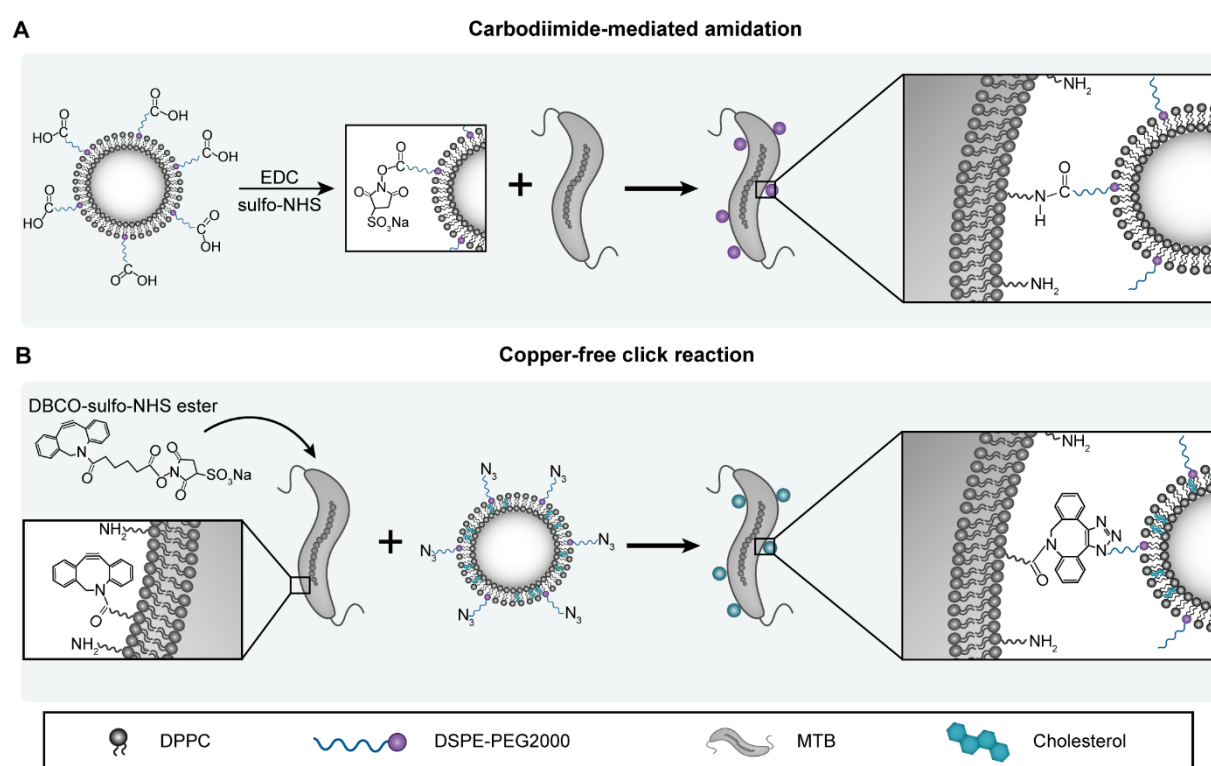 A
Carbodiimide-mediated amidation
O
C
OH
O
C
HO
O
C
OH
O
C
HO
O
C
OH
O
C
OH
EDC
sulfo-NHS
O
O
C
O
N
O
SO₃Na
+
NH₂
O
N
C
H
NH₂
B
Copper-free click reaction
DBCO-sulfo-NHS ester
N
O
O
O
N
O
O
SO₃Na
NH₂
N
O
NH₂
+
N₃
N₃
N₃
N₃
N₃
N₃
NH₂
N
O
N
N
N
NH₂
DPPC
DSPE-PEG2000
MTB
Cholesterol